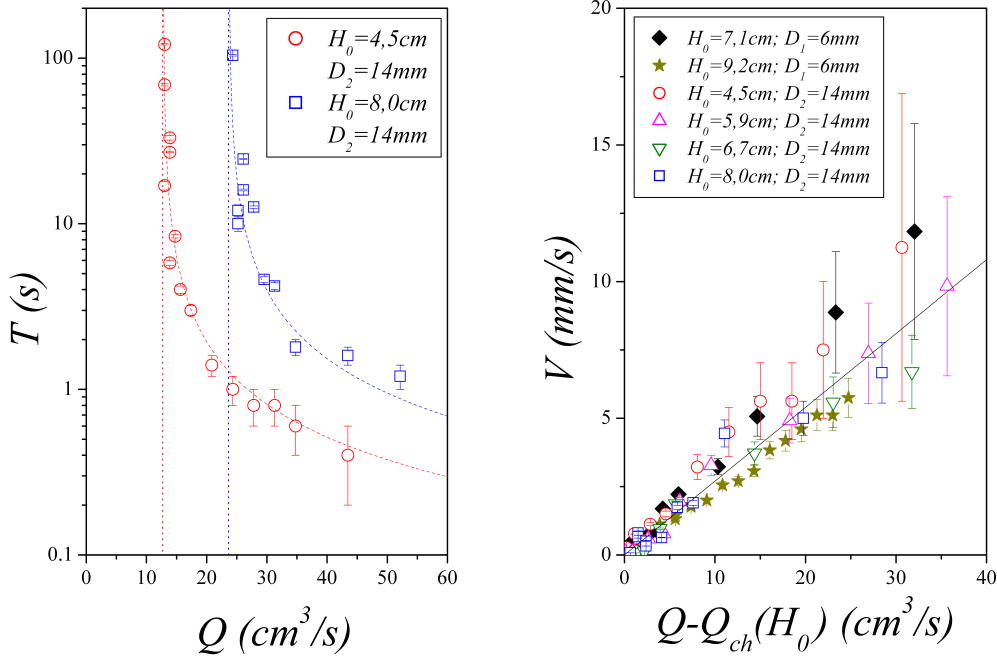 100
10
1
0.1
T (s)
0
10
20
30
40
50
60
Q (cm³/s)
H₀=4,5cm
D₂=14mm
H₀=8,0cm
D₂=14mm
20
15
10
5
0
V (mm/s)
0
10
20
30
40
Q-Q_ch(H₀) (cm³/s)
H₀=7,1cm; D₁=6mm
H₀=9,2cm; D₁=6mm
H₀=4,5cm; D₂=14mm
H₀=5,9cm; D₂=14mm
H₀=6,7cm; D₂=14mm
H₀=8,0cm; D₂=14mm